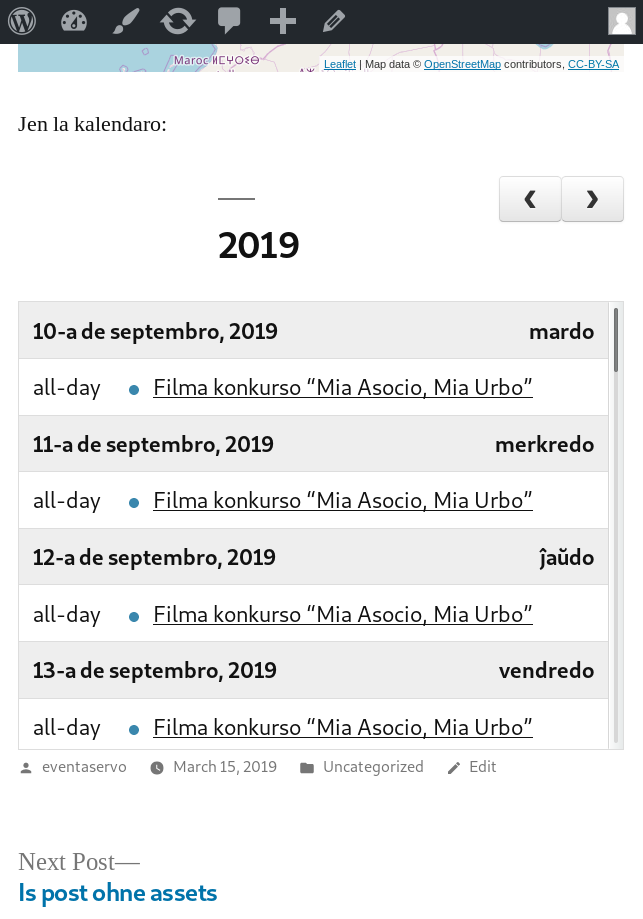 Maroc ⵍⵎⵖⵔⵉⴱ
Leaflet | Map data © OpenStreetMap contributors, CC-BY-SA
Jen la kalendaro:
2019
10-a de septembro, 2019 mardo
all-day Filma konkurso “Mia Asocio, Mia Urbo”
11-a de septembro, 2019 merkredo
all-day Filma konkurso “Mia Asocio, Mia Urbo”
12-a de septembro, 2019 ĵaŭdo
all-day Filma konkurso “Mia Asocio, Mia Urbo”
13-a de septembro, 2019 vendredo
all-day Filma konkurso “Mia Asocio, Mia Urbo”
eventaservo March 15, 2019 Uncategorized Edit
Next Post—
Is post ohne assets